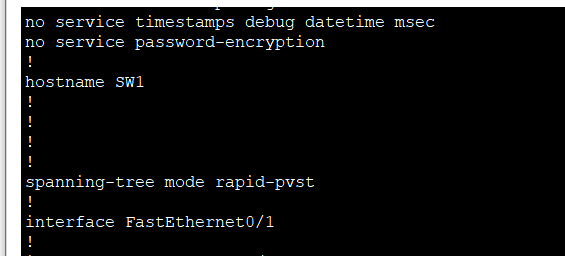 no service timestamps debug datetime msec
no service password-encryption
!
hostname SW1
!
!
!
!
spanning-tree mode rapid-pvst
!
interface FastEthernet0/1
!